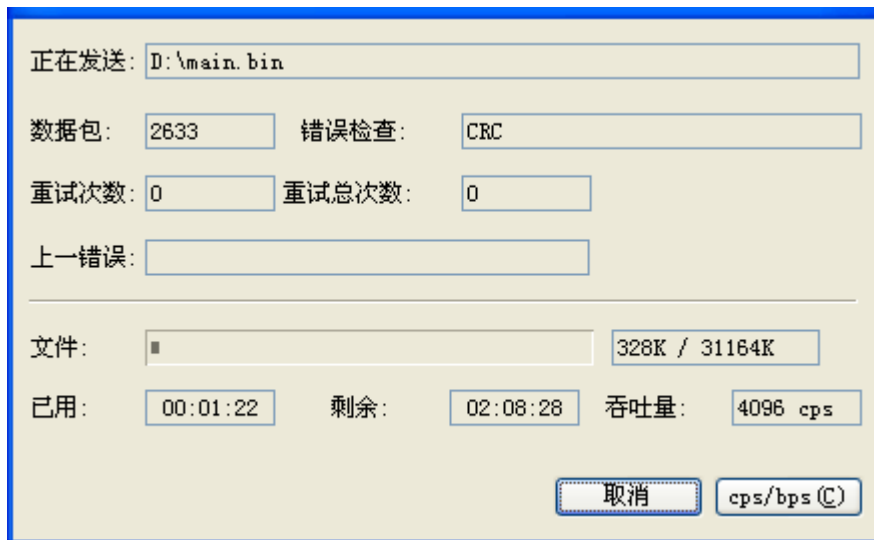 正在发送: D:\main.bin
数据包: 2633 错误检查: CRC
重试次数: 0 重试总次数: 0
上一错误:
文件: 328K / 31164K
已用: 00:01:22 剩余: 02:08:28 吞吐量: 4096 cps
取消 cps/bps(C)